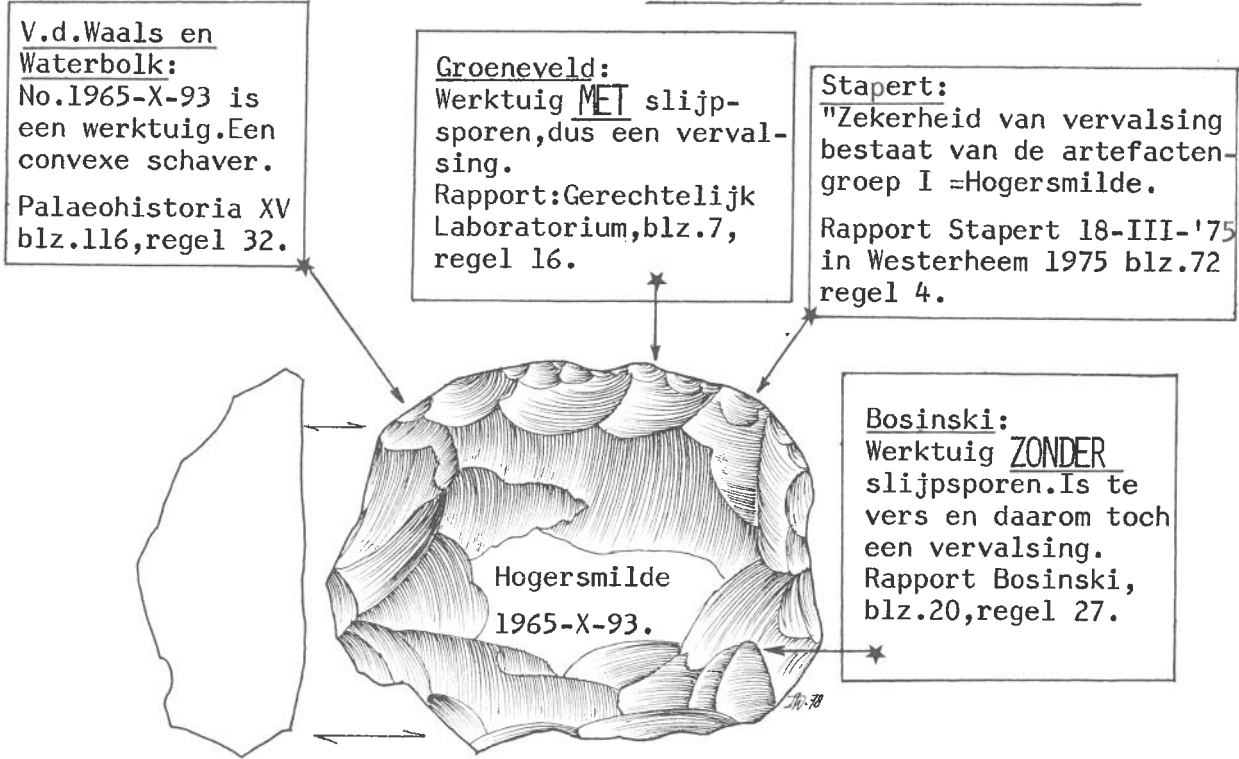 V.d.Waals en
Waterbolk:
No.1965-X-93 is
een werktuig.Een
convexe schaver.
Palaeohistoria XV
blz.116,regel 32.
Groeneveld:
Werktuig MET slijp-
sporen,dus een verval-
sing.
Rapport:Gerechtelijk
Laboratorium,blz.7,
regel 16.
Stapert:
"Zekerheid van vervalsing
bestaat van de artefacten-
groep I =Hogersmilde.
Rapport Stapert 18-III-'75
in Westerheem 1975 blz.72
regel 4.
Bosinski:
Werktuig ZONDER
slijpsporen.Is te
vers en daarom toch
een vervalsing.
Rapport Bosinski,
blz.20,regel 27.
Hogersmilde
1965-X-93.